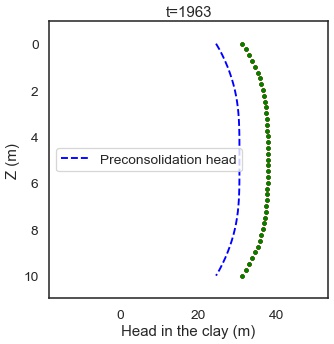 t=1963
0
2
4
6
8
10
Z (m)
Preconsolidation head
0
20
40
Head in the clay (m)